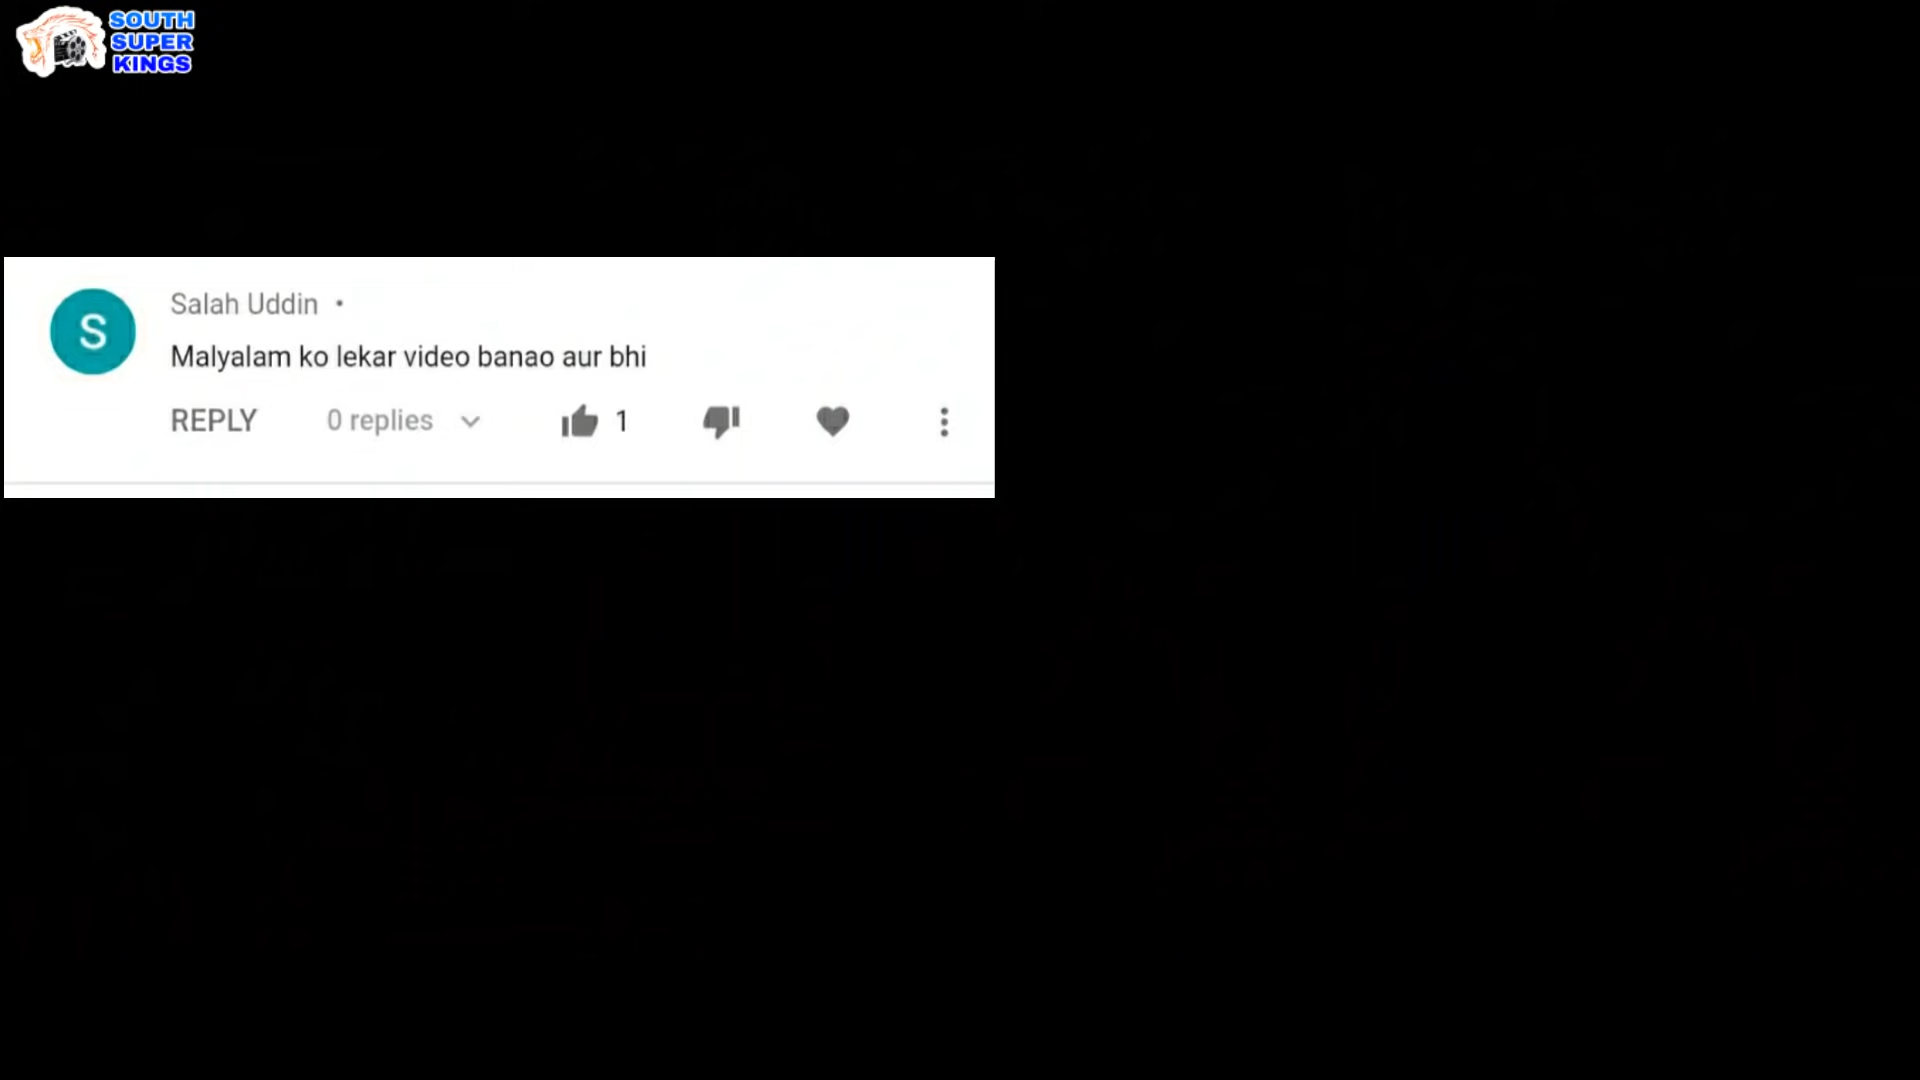 SOUTH
SUPER
KINGS
Salah Uddin •
S
Malyalam ko lekar video banao aur bhi
REPLY 0 replies 1